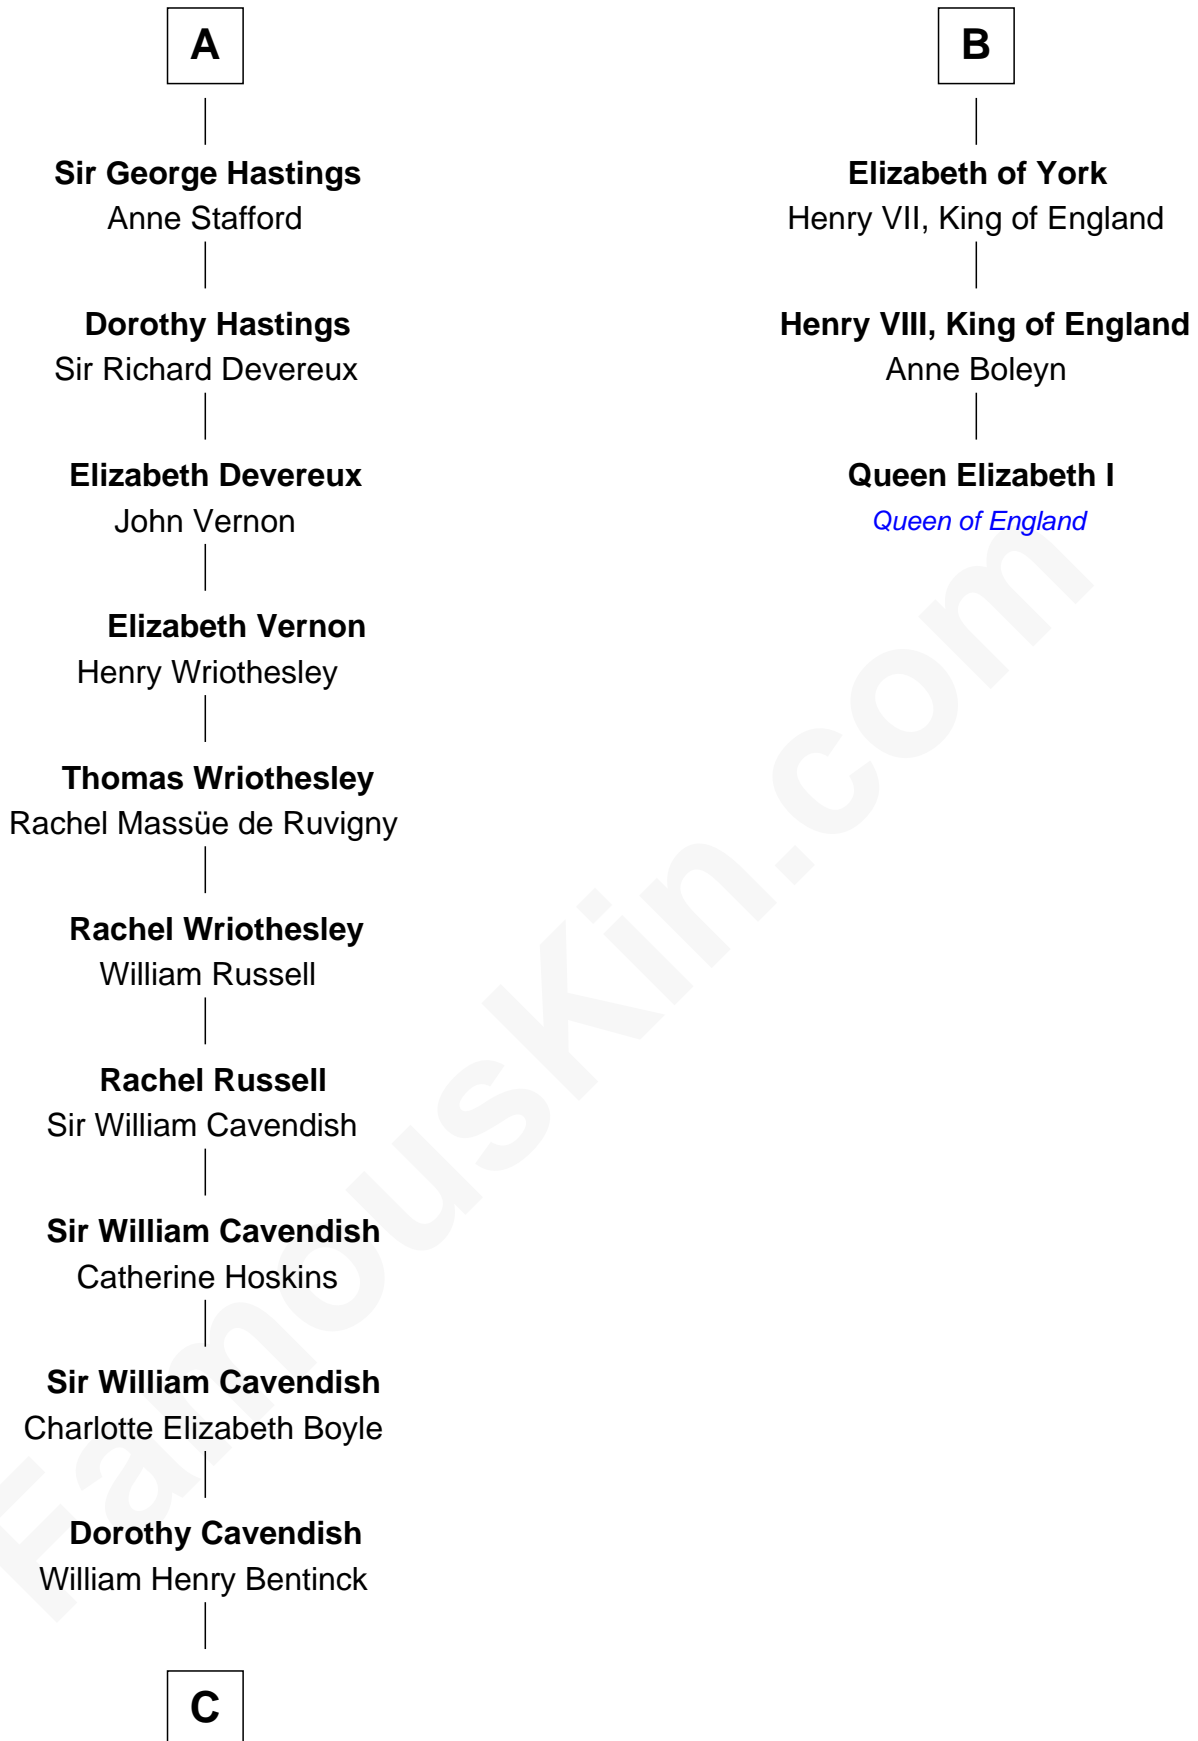 A
Sir George Hastings
Anne Stafford
Dorothy Hastings
Sir Richard Devereux
Elizabeth Devereux
John Vernon
Elizabeth Vernon
Henry Wriothesley
Thomas Wriothesley
Rachel Massüe de Ruvigny
Rachel Wriothesley
William Russell
Rachel Russell
Sir William Cavendish
Sir William Cavendish
Catherine Hoskins
Sir William Cavendish
Charlotte Elizabeth Boyle
Dorothy Cavendish
William Henry Bentinck
C
B
Elizabeth of York
Henry VII, King of England
Henry VIII, King of England
Anne Boleyn
Queen Elizabeth I
Queen of England
FamousKin.com